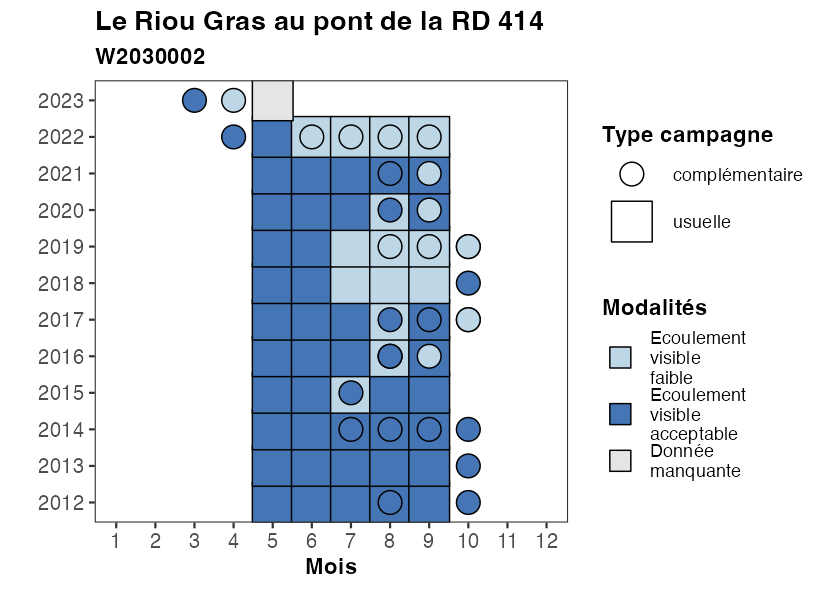 Le Riou Gras au pont de la RD 414
W2030002
2023
2022
2021
2020
2019
2018
2017
2016
2015
2014
2013
2012
1 2 3 4 5 6 7 8 9 10 11 12
Mois
Type campagne
complémentaire
usuelle
Modalités
Ecoulement
visible
faible
Ecoulement
visible
acceptable
Donnée
manquante